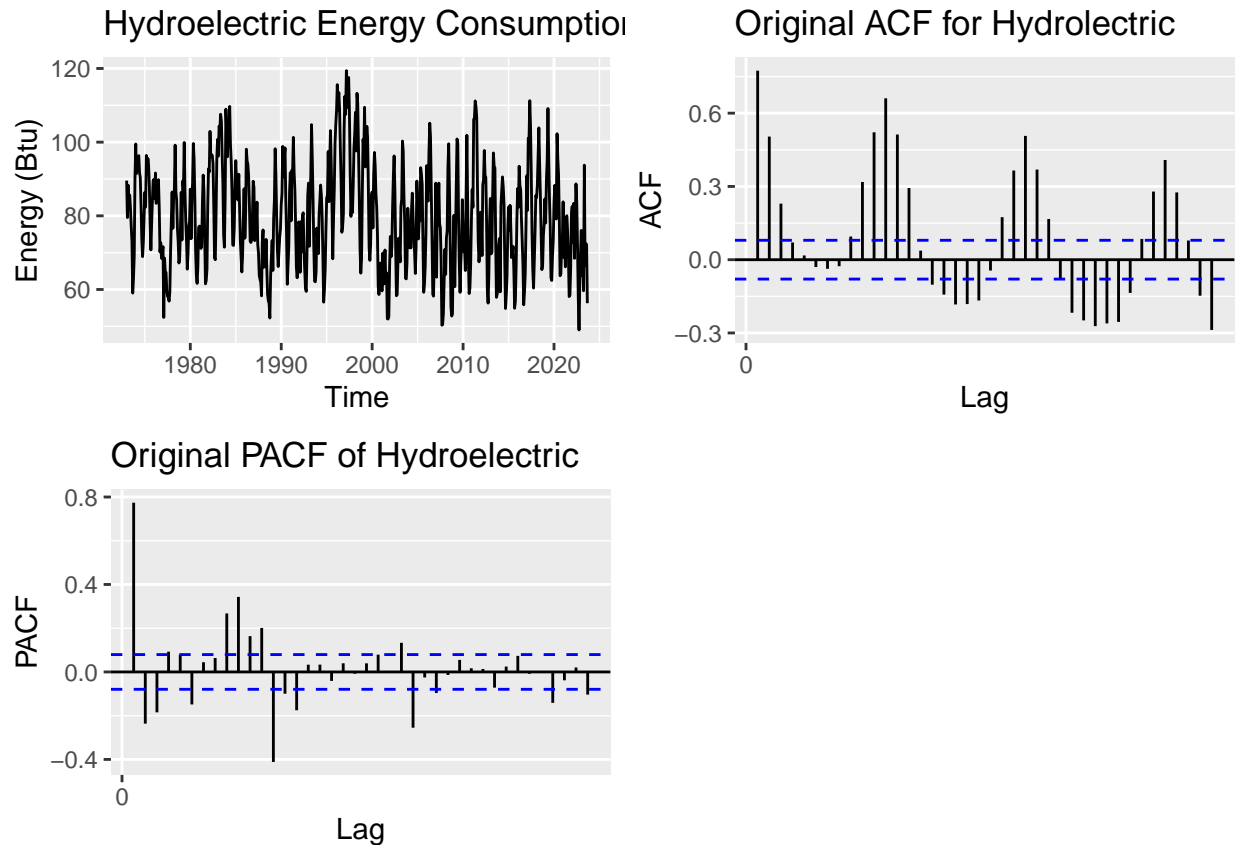 Hydroelectric Energy Consumption
Energy (Btu)
120
100
80
60
1980 1990 2000 2010 2020
Time
Original ACF for Hydrolectric
ACF
0.6
0.3
0.0
−0.3
0
Lag
Original PACF of Hydroelectric
PACF
0.8
0.4
0.0
−0.4
0
Lag